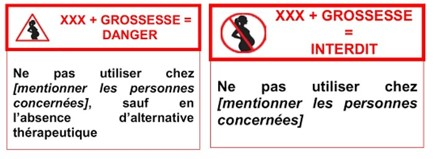 XXX + GROSSESSE =
DANGER
Ne pas utiliser chez
[mentionner les personnes
concernées], sauf en
l'absence d'alternative
thérapeutique
XXX + GROSSESSE
=
INTERDIT
Ne pas utiliser chez
[mentionner les personnes
concernées]